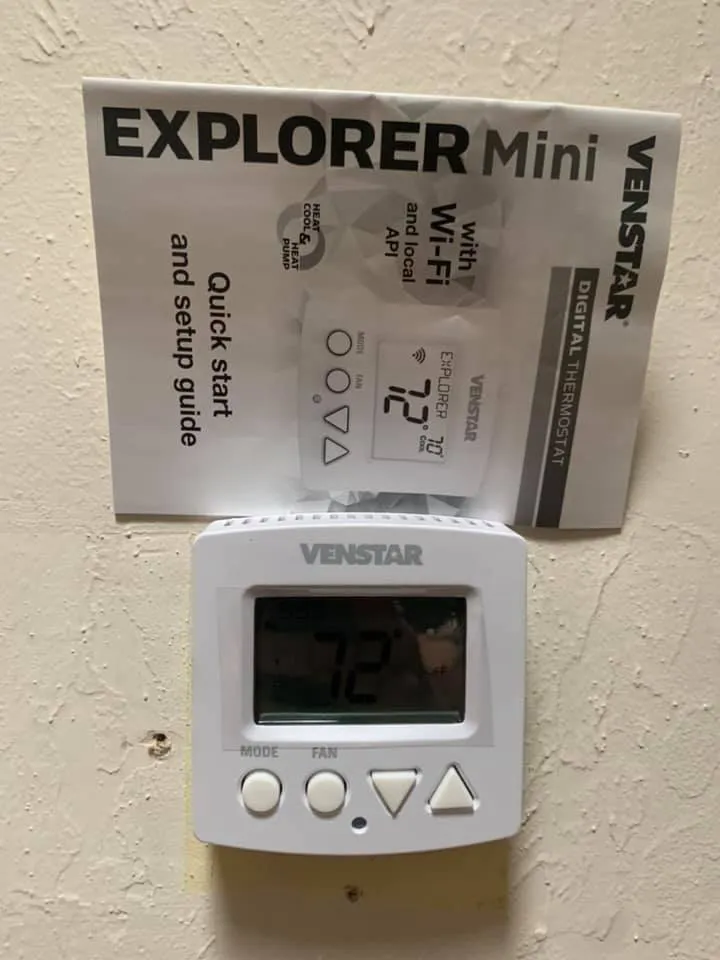 EXPLORER Mini
VENSTAR®
DIGITAL THERMOSTAT
with
Wi-Fi
and local
API
HEAT
COOL &
HEAT
PUMP
Quick start
and setup guide
VENSTAR
EXPLORER
72° 70°
COOL
MODE FAN
VENSTAR
72°
MODE FAN